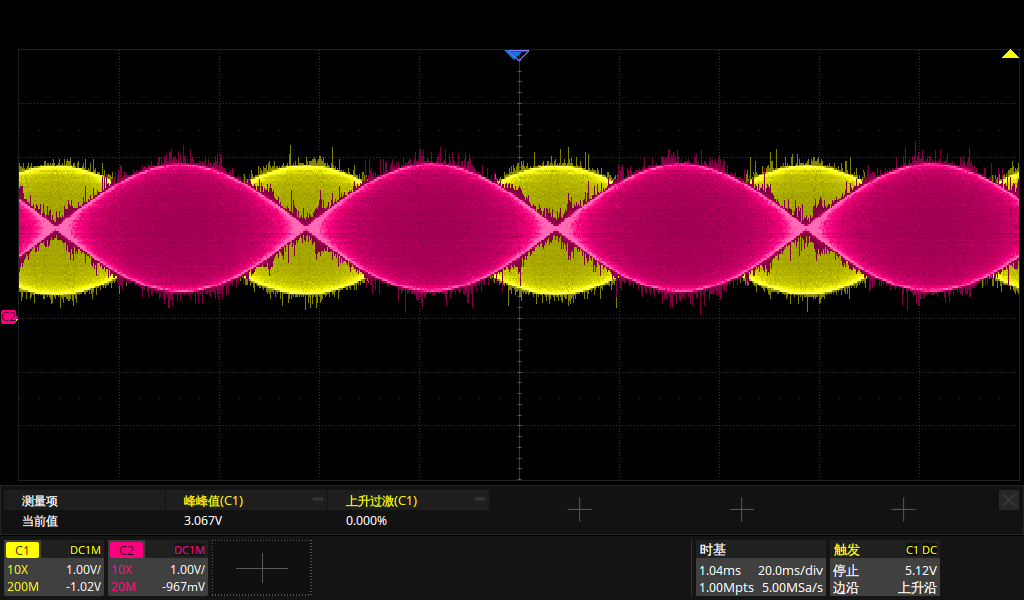 C2
测量项 峰峰值(C1) 上升过激(C1)
当前值 3.067V 0.000%
C1 DC1M C2 DC1M 时基 触发 C1 DC
10X 1.00V/ 10X 1.00V/ 1.04ms 20.0ms/div 停止 5.12V
200M -1.02V 20M -967mV 1.00Mpts 5.00MSa/s 边沿 上升沿